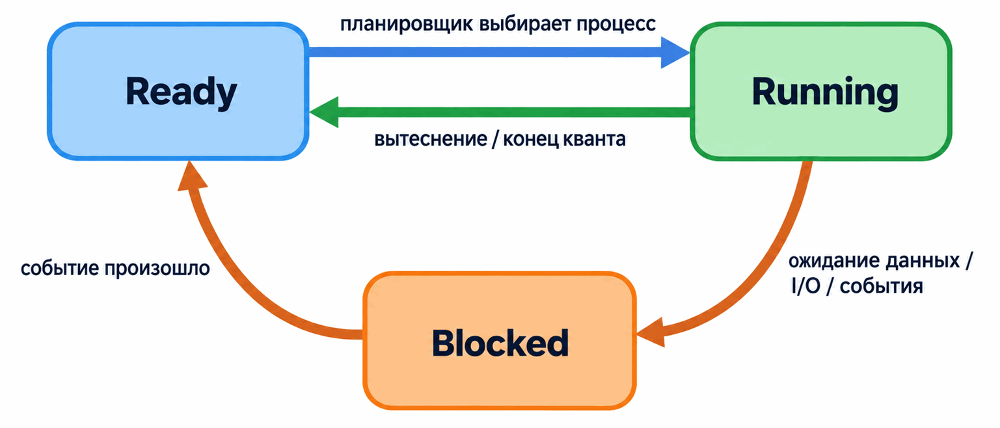 планировщик выбирает процесс
Ready
Running
вытеснение / конец кванта
событие произошло
ожидание данных /
I/O / события
Blocked